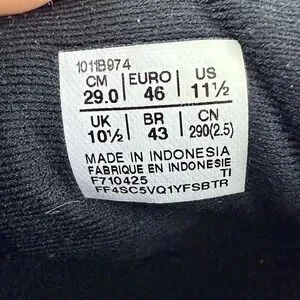 1011B974
CM EURO US
29.0 46 11½
UK BR CN
10½ 43 290(2.5)
MADE IN INDONESIA
FABRIQUE EN INDONESIE
F710425 TI
FF4SC5VQ1YFSBTR